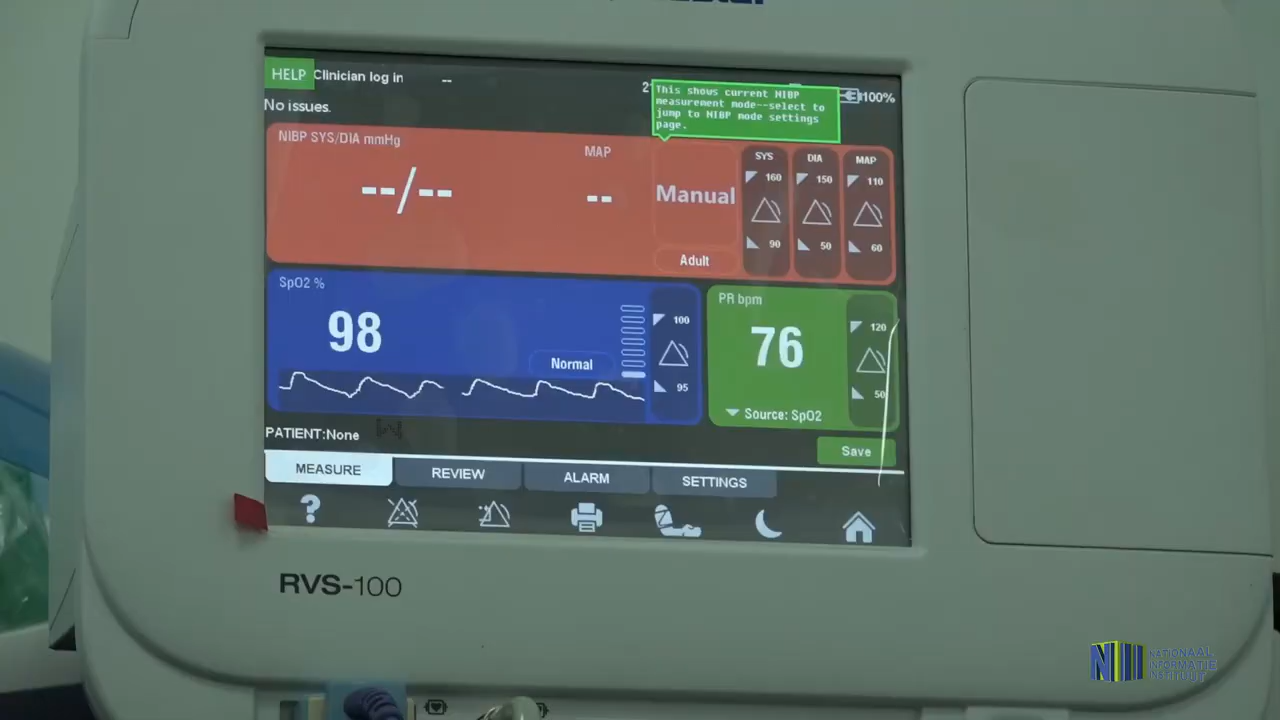 HELP Clinician log in --
100%
This shows current NIBP
measurement mode--select to
jump to NIBP mode settings
page.
No issues.
NIBP SYS/DIA mmHg
MAP
--/--
--
Manual
Adult
SYS
160
90
DIA
150
50
MAP
110
60
SpO2 %
98
Normal
100
95
PR bpm
76
120
50
Source: SpO2
PATIENT:None
Save
MEASURE
REVIEW
ALARM
SETTINGS
?
RVS-100
NATIONAAL
INFORMATIE
INSTITUUT